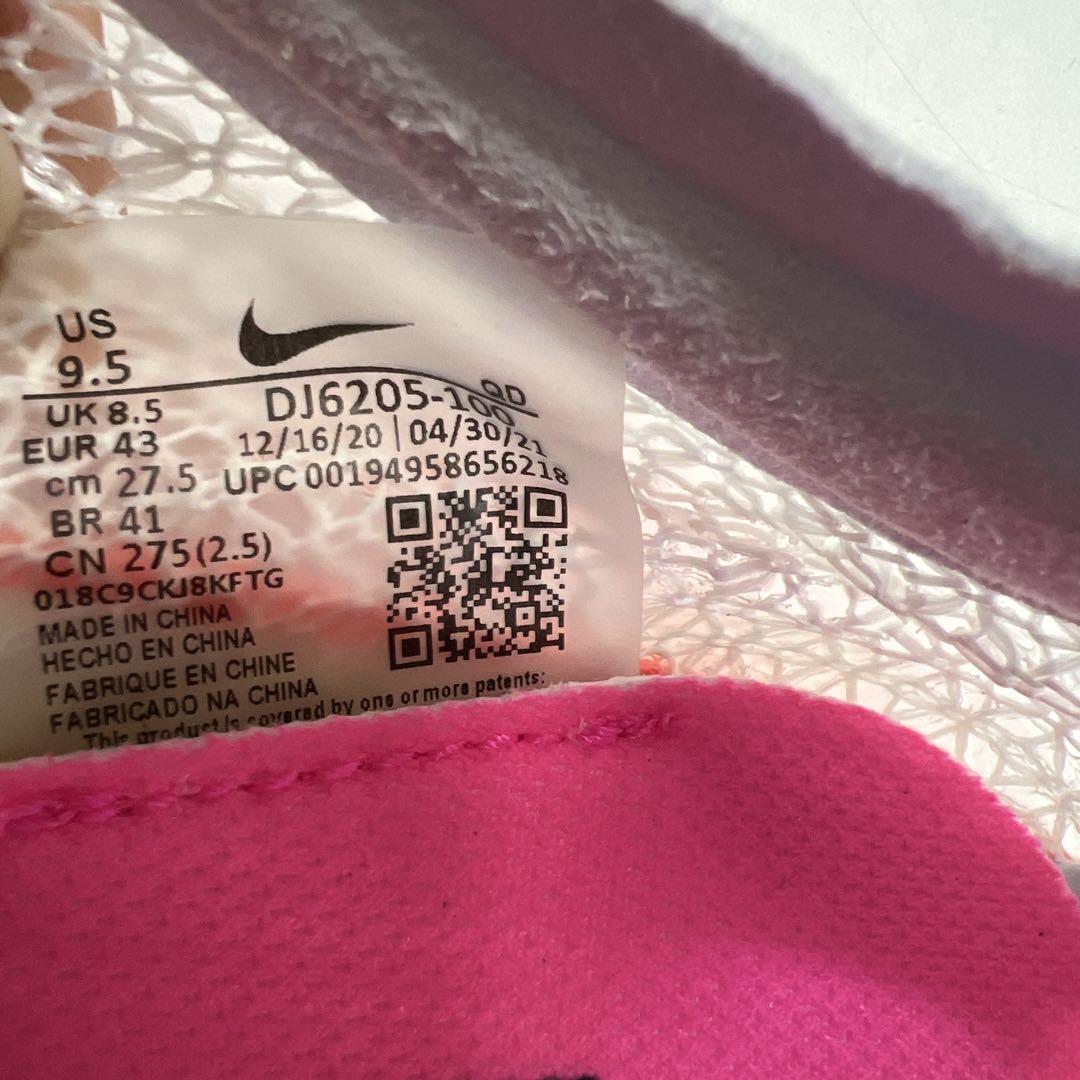 US
9.5
QD
UK 8.5
DJ6205-100
EUR 43
12/16/20 | 04/30/21
cm 27.5
UPC 00194958656218
BR 41
CN 275(2.5)
018C9CKJ8KFTG
MADE IN CHINA
HECHO EN CHINA
FABRIQUE EN CHINE
FABRICADO NA CHINA
This product is covered by one or more patents: